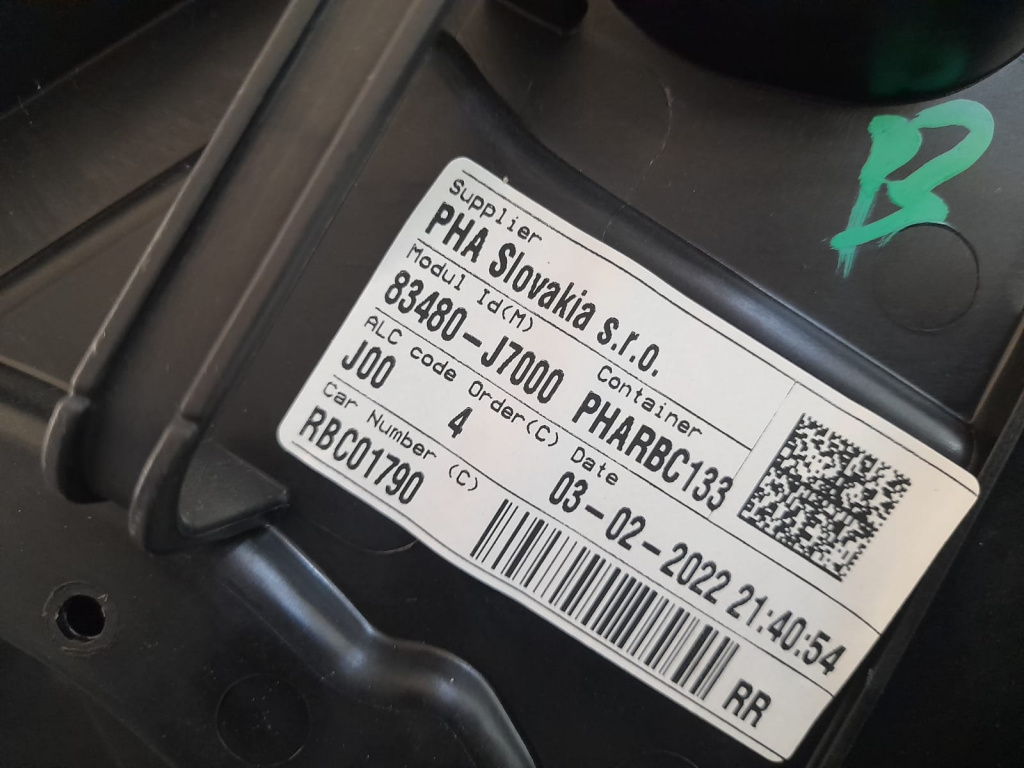 B
Supplier
PHA Slovakia s.r.o.
Modul Id(M) Container
83480-J7000 PHARBC133
ALC code Order(C) Date
J00 4 03-02-2022 21:40:54
Car Number (C)
RBC01790
RR